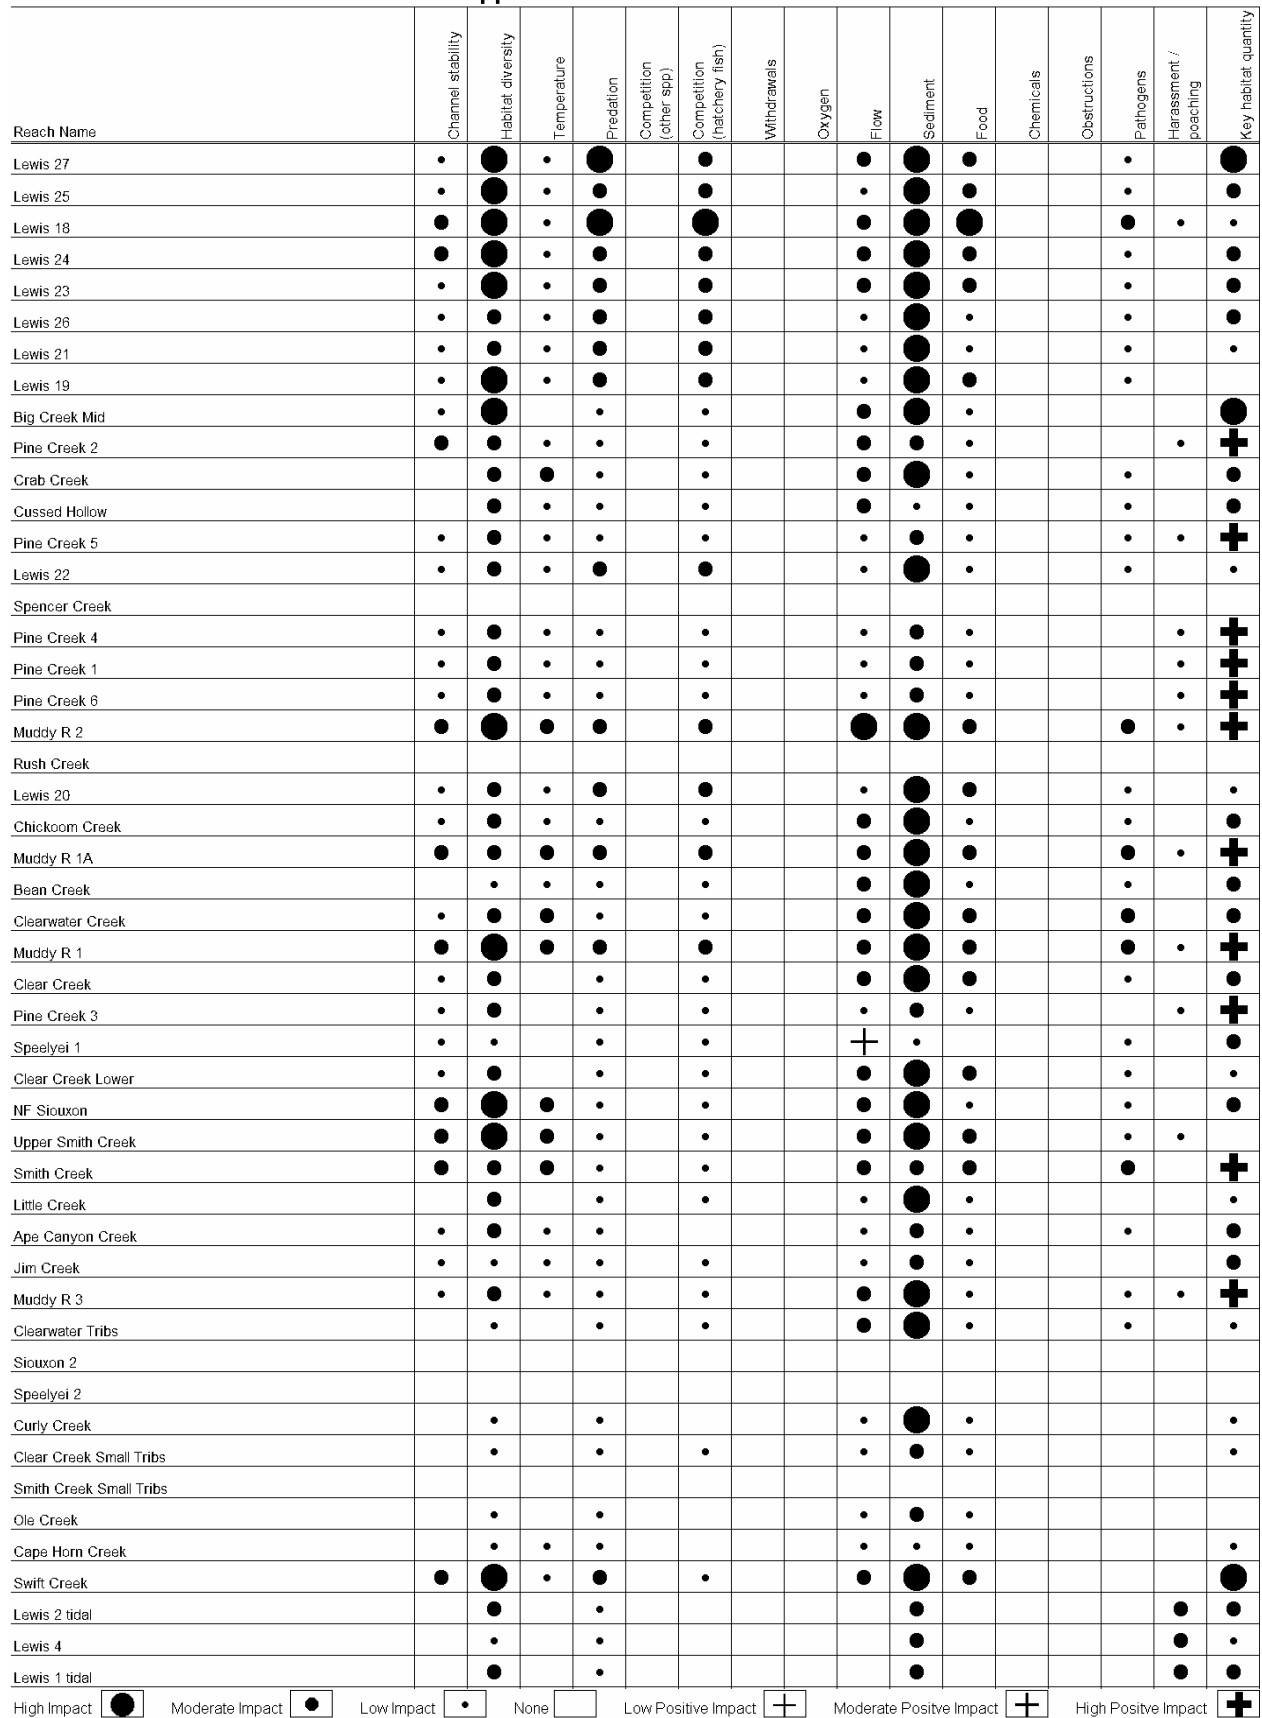 Channel stability
Habitat diversity
Temperature
Predation
Competition
(other spp)
Competition
(hatchery fish)
Withdrawals
Oxygen
Flow
Sediment
Food
Chemicals
Obstructions
Pathogens
Harassment /
poaching
Key habitat quantity
Reach Name
Lewis 27
Lewis 25
Lewis 18
Lewis 24
Lewis 23
Lewis 26
Lewis 21
Lewis 19
Big Creek Mid
Pine Creek 2
Crab Creek
Cussed Hollow
Pine Creek 5
Lewis 22
Spencer Creek
Pine Creek 4
Pine Creek 1
Pine Creek 6
Muddy R 2
Rush Creek
Lewis 20
Chickoom Creek
Muddy R 1A
Bean Creek
Clearwater Creek
Muddy R 1
Clear Creek
Pine Creek 3
Speelyei 1
Clear Creek Lower
NF Siouxon
Upper Smith Creek
Smith Creek
Little Creek
Ape Canyon Creek
Jim Creek
Muddy R 3
Clearwater Tribs
Siouxon 2
Speelyei 2
Curly Creek
Clear Creek Small Tribs
Smith Creek Small Tribs
Ole Creek
Cape Horn Creek
Swift Creek
Lewis 2 tidal
Lewis 4
Lewis 1 tidal
High Impact Moderate Impact Low Impact None Low Positive Impact Moderate Positve Impact High Positve Impact